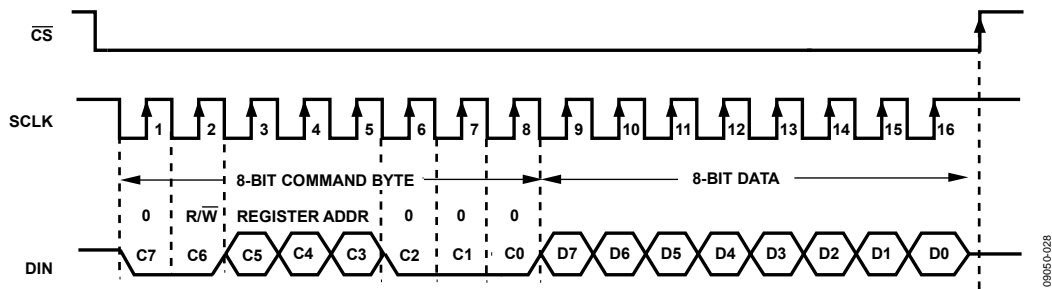 CS
SCLK 1 2 3 4 5 6 7 8 9 10 11 12 13 14 15 16
8-BIT COMMAND BYTE 8-BIT DATA
0 R/W REGISTER ADDR 0 0 0
DIN C7 C6 C5 C4 C3 C2 C1 C0 D7 D6 D5 D4 D3 D2 D1 D0
09050-028